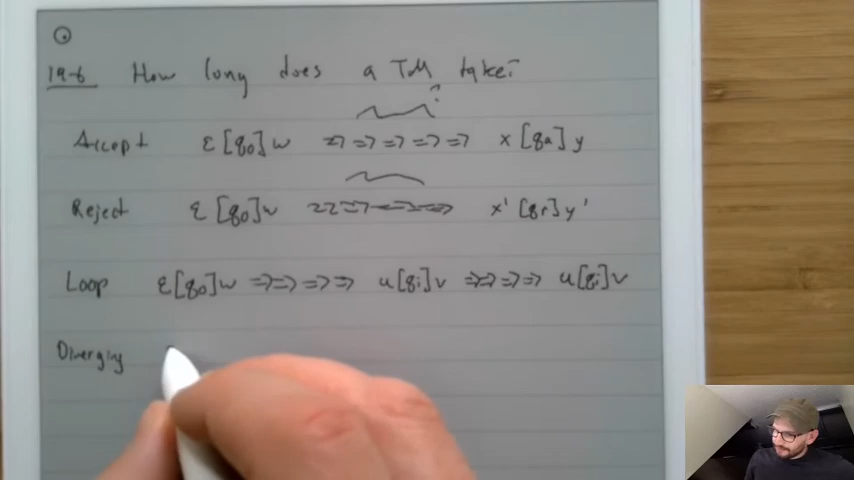 19-6 How long does a TM take?
?
Accept ε[q₀]w ⇒⇒⇒⇒⇒ x[qa]y
Reject ε[q₀]w ⇒⇒⇒⇒⇒ x'[qr]y'
Loop ε[q₀]w ⇒⇒⇒⇒ u[qi]v ⇒⇒⇒⇒ u[qi]v
Diverging